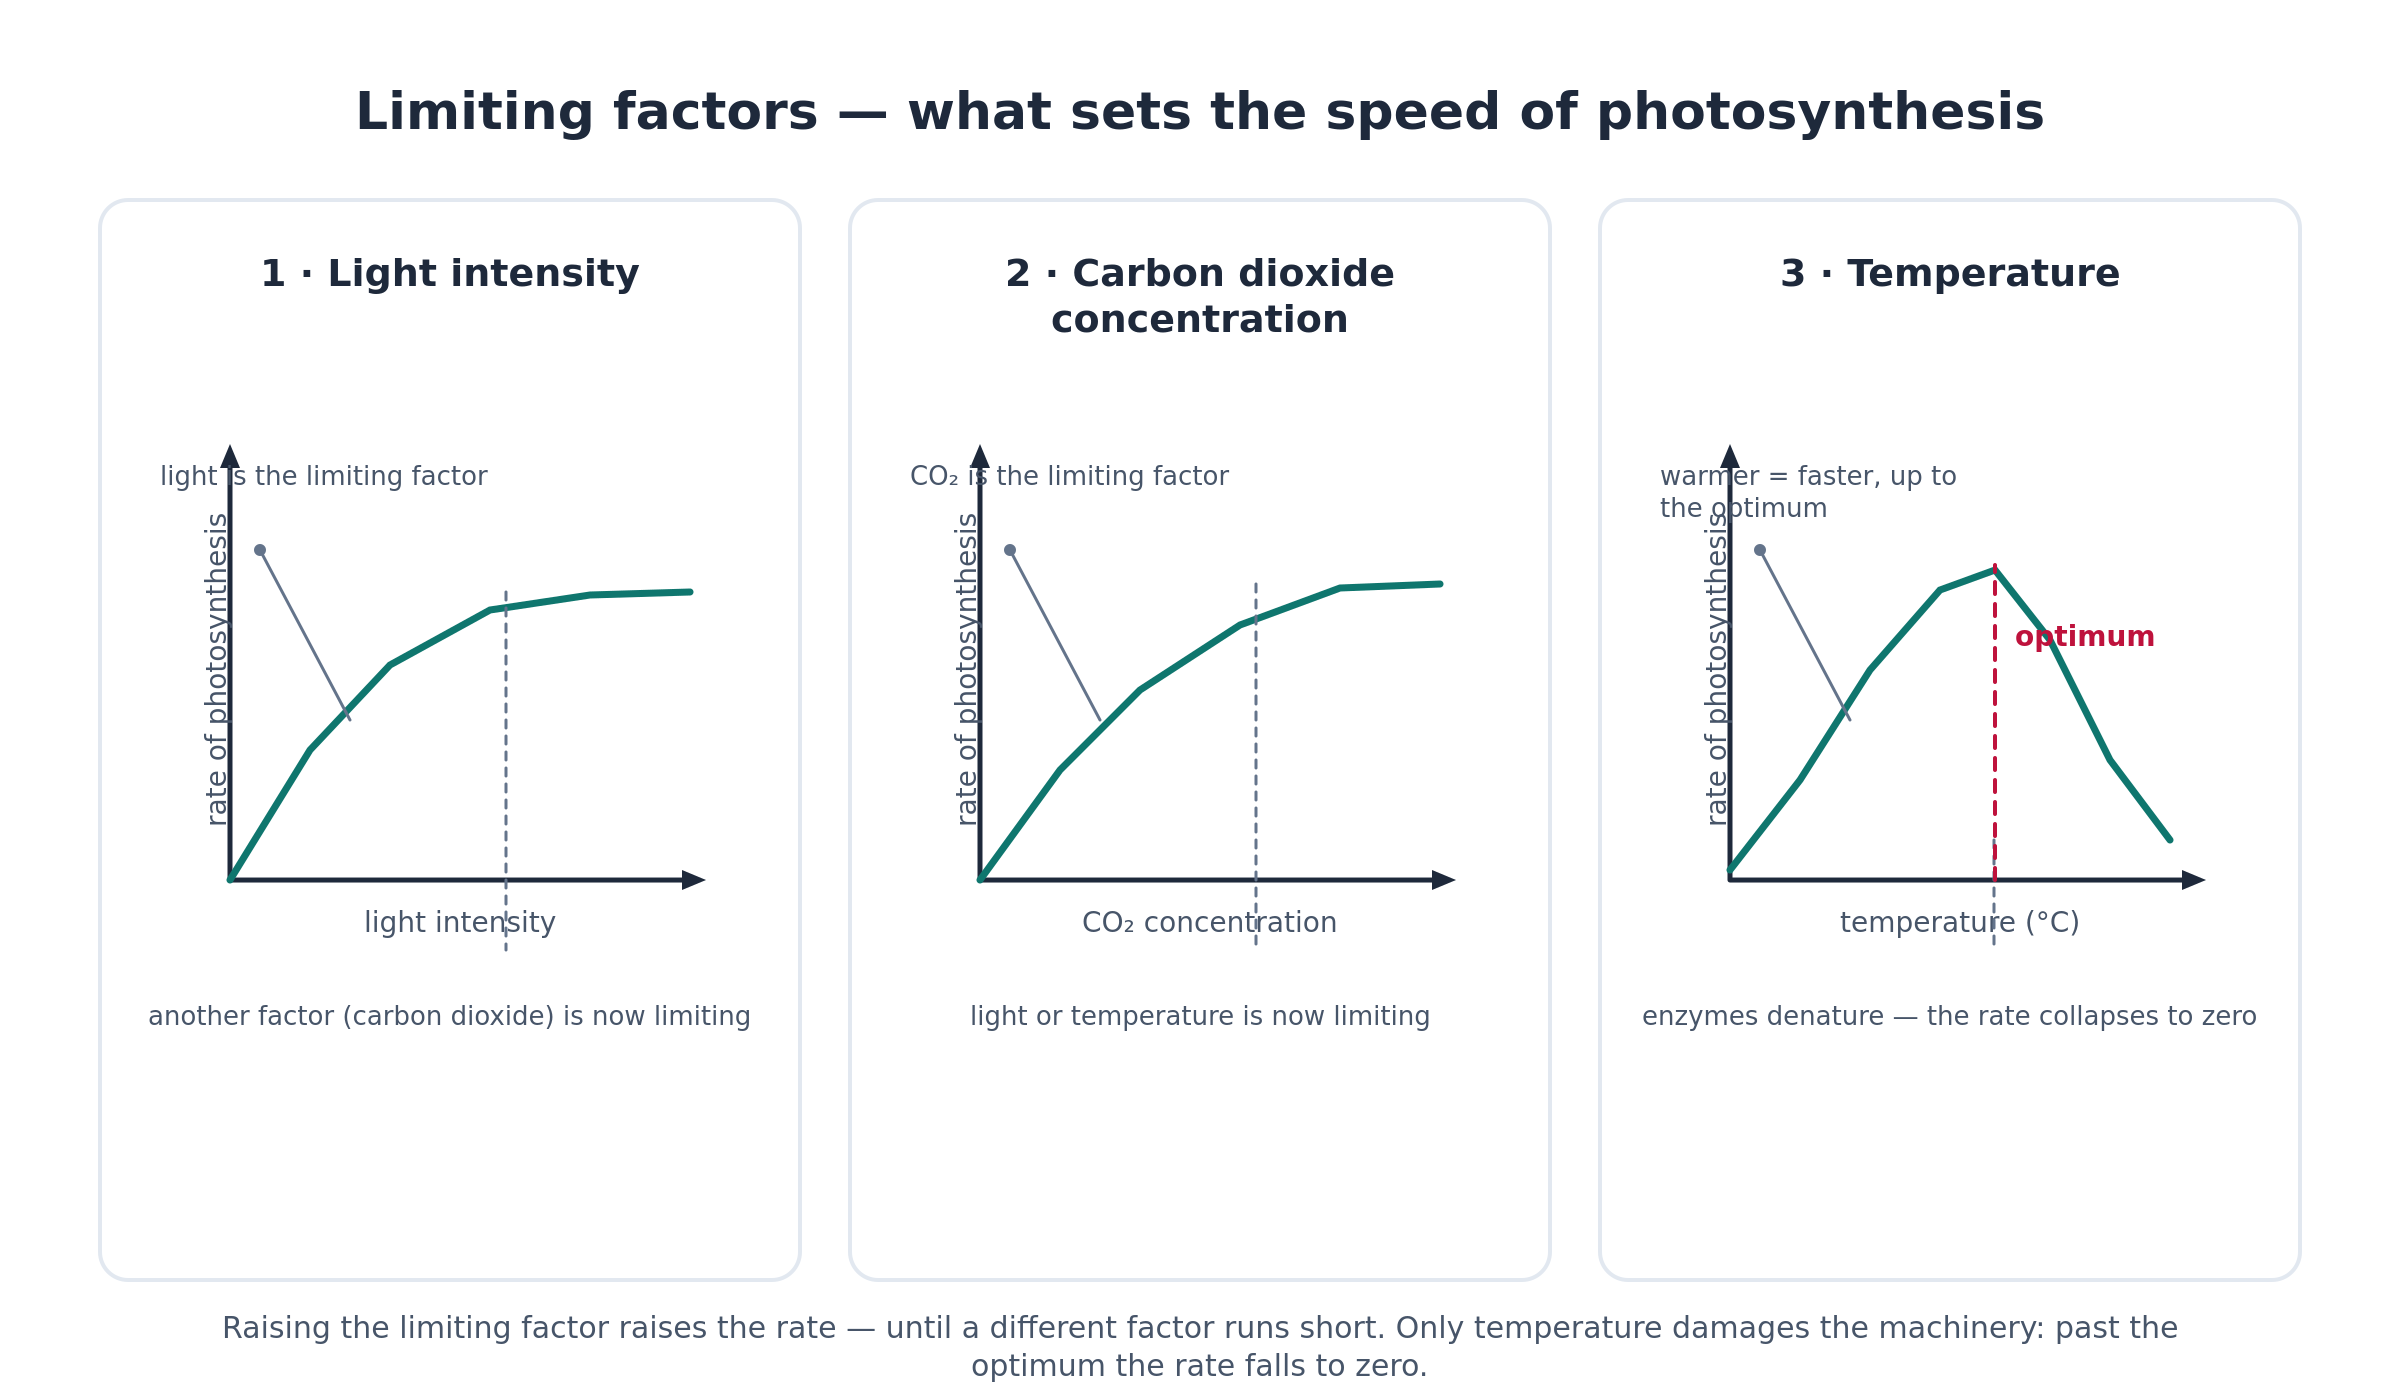 Limiting factors — what sets the speed of photosynthesis
1 · Light intensity
light is the limiting factor
rate of photosynthesis
light intensity
another factor (carbon dioxide) is now limiting
2 · Carbon dioxide
concentration
CO₂ is the limiting factor
rate of photosynthesis
CO₂ concentration
light or temperature is now limiting
3 · Temperature
warmer = faster, up to
the optimum
rate of photosynthesis
optimum
temperature (°C)
enzymes denature — the rate collapses to zero
Raising the limiting factor raises the rate — until a different factor runs short. Only temperature damages the machinery: past the
optimum the rate falls to zero.